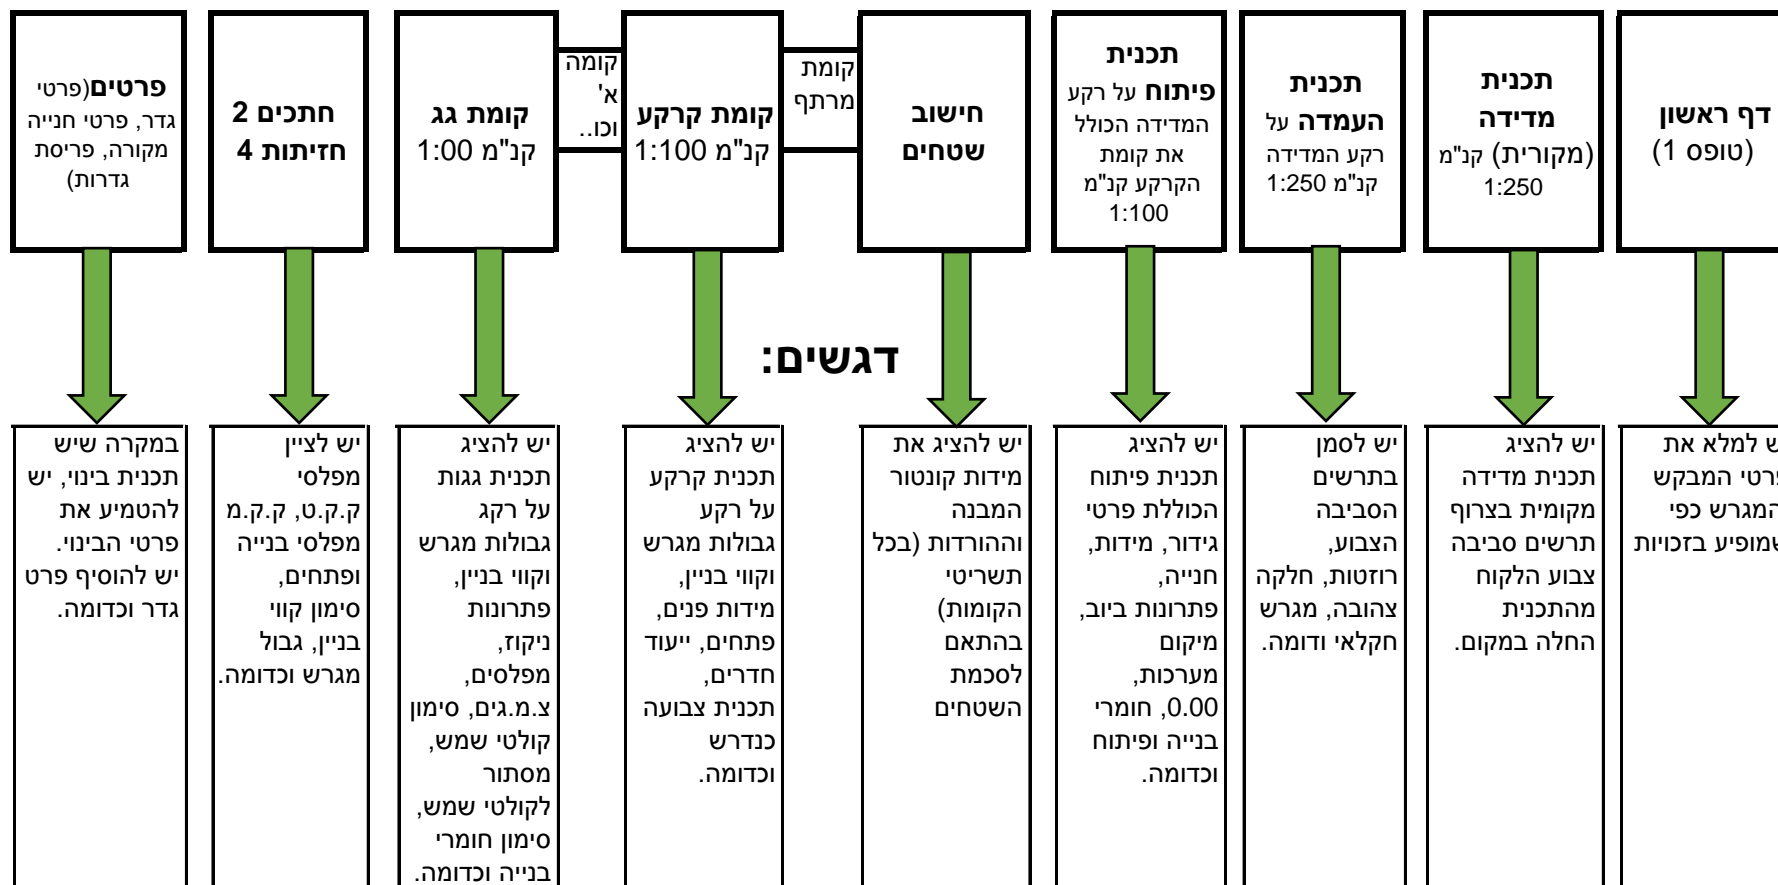 דף ראשון
(טופס 1)
תכנית
מדידה
(מקורית) קנ"מ
1:250
תכנית
העמדה על
רקע המדידה
קנ"מ 1:250
תכנית
פיתוח על רקע
המדידה הכולל
את קומת
הקרקע קנ"מ
1:100
חישוב
שטחים
קומת
מרתף
קומת קרקע
קנ"מ 1:100
קומה
א'
וכו..
קומת גג
קנ"מ 1:00
חתכים 2
חזיתות 4
פרטים(פרטי
גדר, פרטי חנייה
מקורה, פריסת
גדרות)
דגשים:
למלא את
המבקש
המגרש כפי
שמופיע בזכויות
יש להציג
תכנית מדידה
מקומית בצרוף
תרשים סביבה
צבוע הלקוח
מהתכנית
החלה במקום.
יש לסמן
בתרשים
הסביבה
הצבוע,
רוזטות, חלקה
צהובה, מגרש
חקלאי ודומה.
יש להציג
תכנית פיתוח
הכוללת פרטי
גידור, מידות,
חנייה,
פתרונות ביוב,
מיקום
מערכות,
0.00, חומרי
בנייה ופיתוח
וכדומה.
יש להציג את
מידות קונטור
המבנה
וההורדות (בכל
תשריטי
הקומות)
בהתאם
לסכמת
השטחים
יש להציג
תכנית קרקע
על רקע
גבולות מגרש
וקווי בניין,
מידות פנים,
פתחים, ייעוד
חדרים,
תכנית צבועה
כנדרש
וכדומה.
יש להציג
תכנית גגות
על רקג
גבולות מגרש
וקווי בניין,
פתרונות
ניקוז,
מפלסים,
צ.מ.גים, סימון
קולטי שמש,
מסתור
לקולטי שמש,
סימון חומרי
בנייה וכדומה.
יש לציין
מפלסי
ק.ק.ט, ק.ק.מ
מפלסי בנייה
ופתחים,
סימון קווי
בניין, גבול
מגרש וכדומה.
במקרה שיש
תכנית בינוי, יש
להטמיע את
פרטי הבינוי.
יש להוסיף פרט
גדר וכדומה.